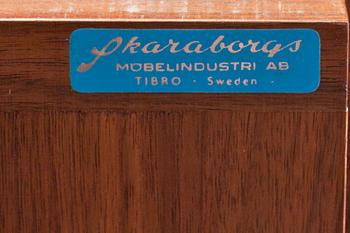 Skaraborgs
MÖBELINDUSTRI AB
TIBRO · Sweden ·